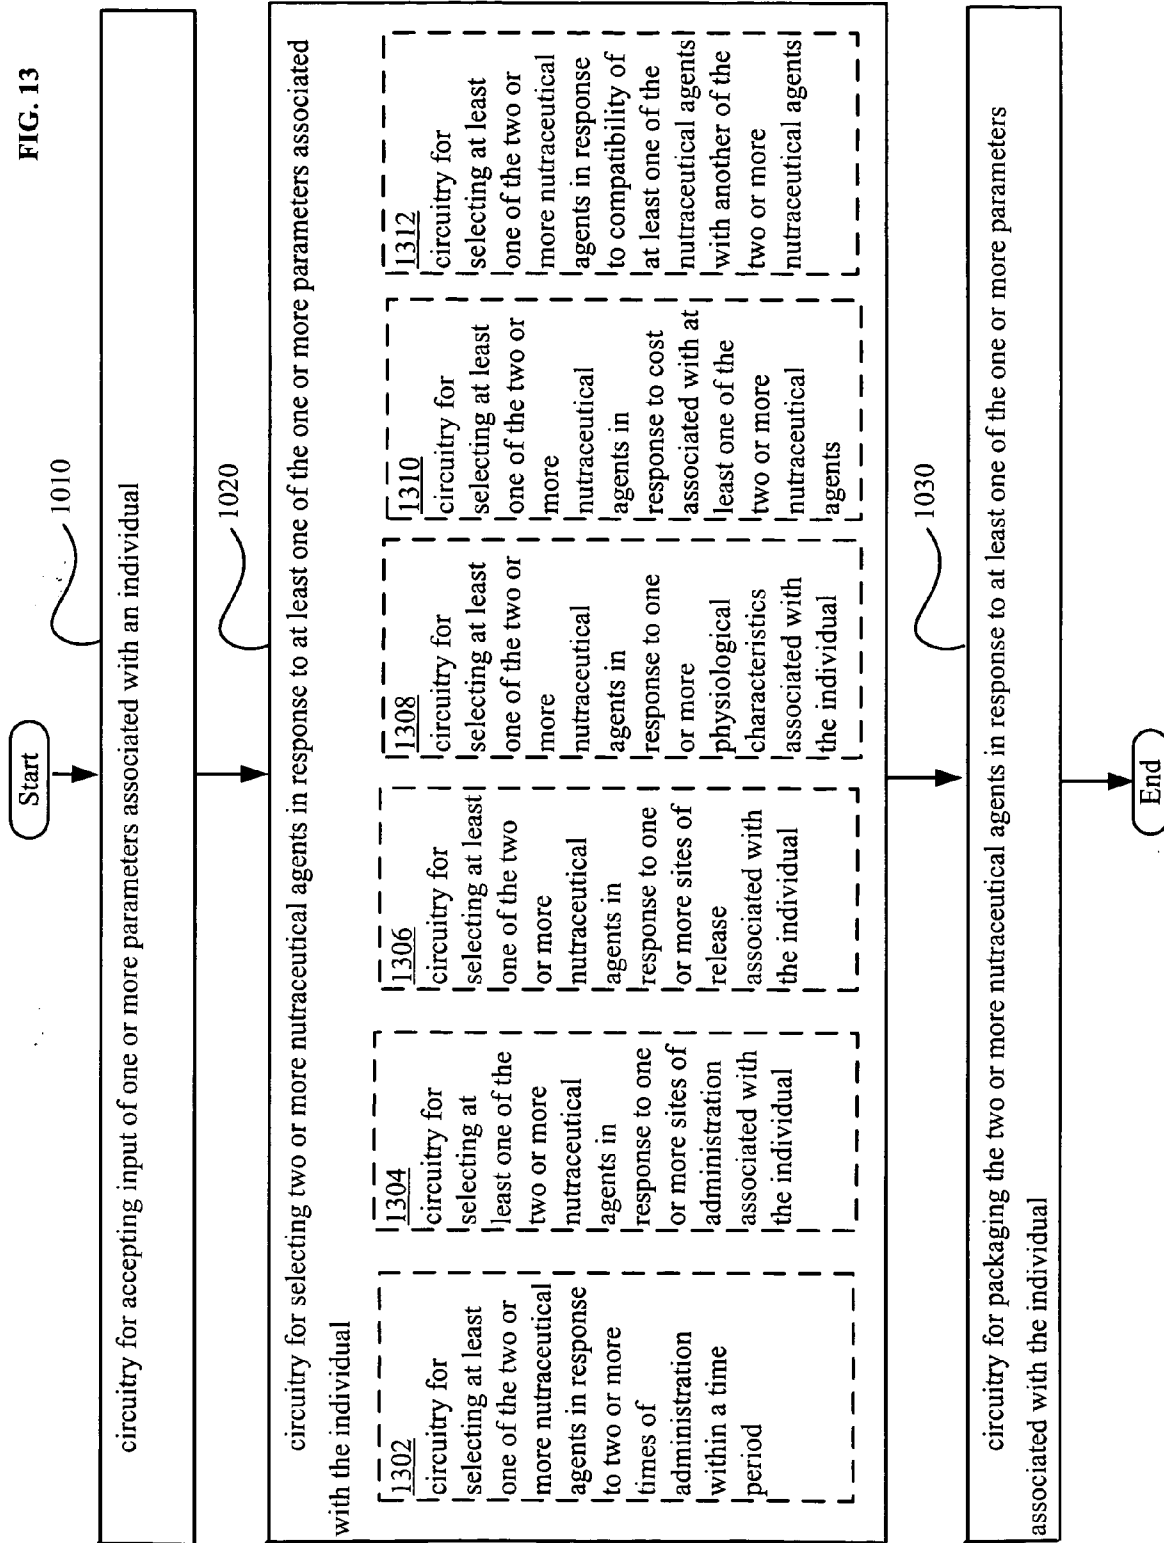 FIG. 13
Start
1010
circuitry for accepting input of one or more parameters associated with an individual
1020
circuitry for selecting two or more nutraceutical agents in response to at least one of the one or more parameters associated
with the individual
1302
circuitry for
selecting at least
one of the two or
more nutraceutical
agents in response
to two or more
times of
administration
within a time
period
1304
circuitry for
selecting at
least one of the
two or more
nutraceutical
agents in
response to one
or more sites of
administration
associated with
the individual
1306
circuitry for
selecting at least
one of the two
or more
nutraceutical
agents in
response to one
or more sites of
release
associated with
the individual
1308
circuitry for
selecting at least
one of the two or
more
nutraceutical
agents in
response to one
or more
physiological
characteristics
associated with
the individual
1310
circuitry for
selecting at least
one of the two or
more
nutraceutical
agents in
response to cost
associated with at
least one of the
two or more
nutraceutical
agents
1312
circuitry for
selecting at least
one of the two or
more nutraceutical
agents in response
to compatibility of
at least one of the
nutraceutical agents
with another of the
two or more
nutraceutical agents
1030
circuitry for packaging the two or more nutraceutical agents in response to at least one of the one or more parameters
associated with the individual
End